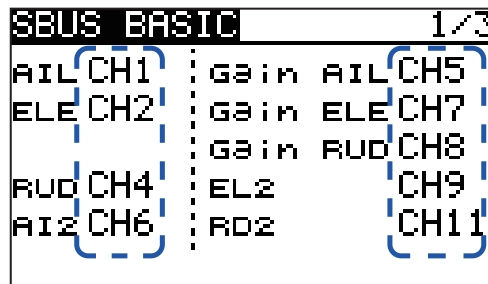 SBUS BASIC 1/3
AIL CH1 Gain AIL CH5
ELE CH2 Gain ELE CH7
Gain RUD CH8
RUD CH4 EL2 CH9
AI2 CH6 RD2 CH11